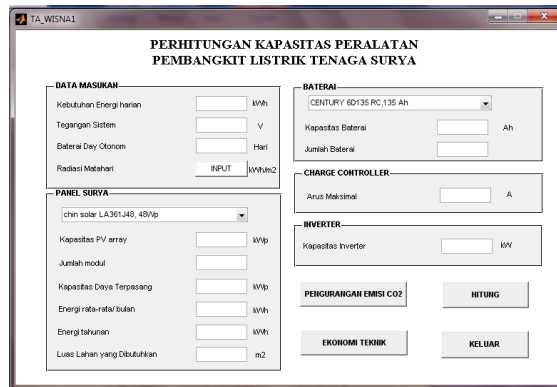 TA_WISNA1
PERHITUNGAN KAPASITAS PERALATAN
PEMBANGKIT LISTRIK TENAGA SURYA
DATA MASUKAN
Kebutuhan Energi harian kWh
Tegangan Sistem V
Baterai Day Otonom Hari
Radiasi Matahari INPUT kWh/m2
PANEL SURYA
chin solar LA361J48, 48Wp
Kapasitas PV array kWp
Jumlah modul
Kapasitas Daya Terpasang kWp
Energi rata-rata/ bulan kWh
Energi tahunan kWh
Luas Lahan yang Dibutuhkan m2
BATERAI
CENTURY 6D135 RC,135 Ah
Kapasitas Baterai Ah
Jumlah Baterai
CHARGE CONTROLLER
Arus Maksimal A
INVERTER
Kapasitas Inverter kW
PENGURANGAN EMISI CO2
HITUNG
EKONOMI TEKNIK
KELUAR